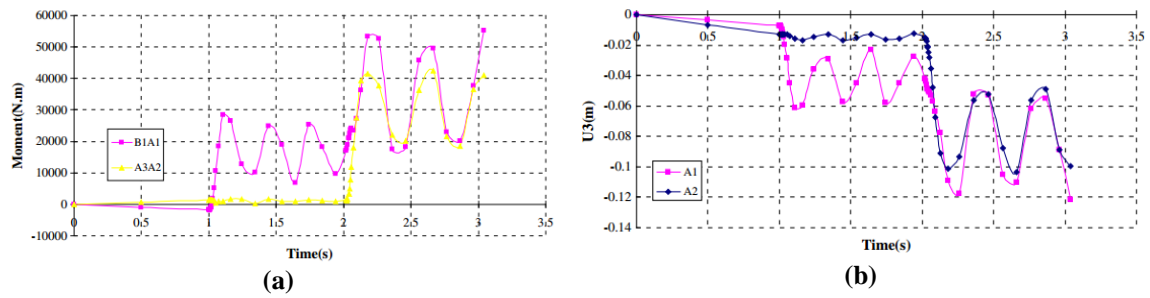 60000
50000
40000
30000
20000
10000
0
-10000
Moment(N.m)
B1A1
A3A2
0 0.5 1 1.5 2 2.5 3 3.5
Time(s)
(a)
0
-0.02
-0.04
-0.06
-0.08
-0.1
-0.12
-0.14
U3(m)
0 0.5 1 1.5 2 2.5 3 3.5
A1
A2
Time(s)
(b)